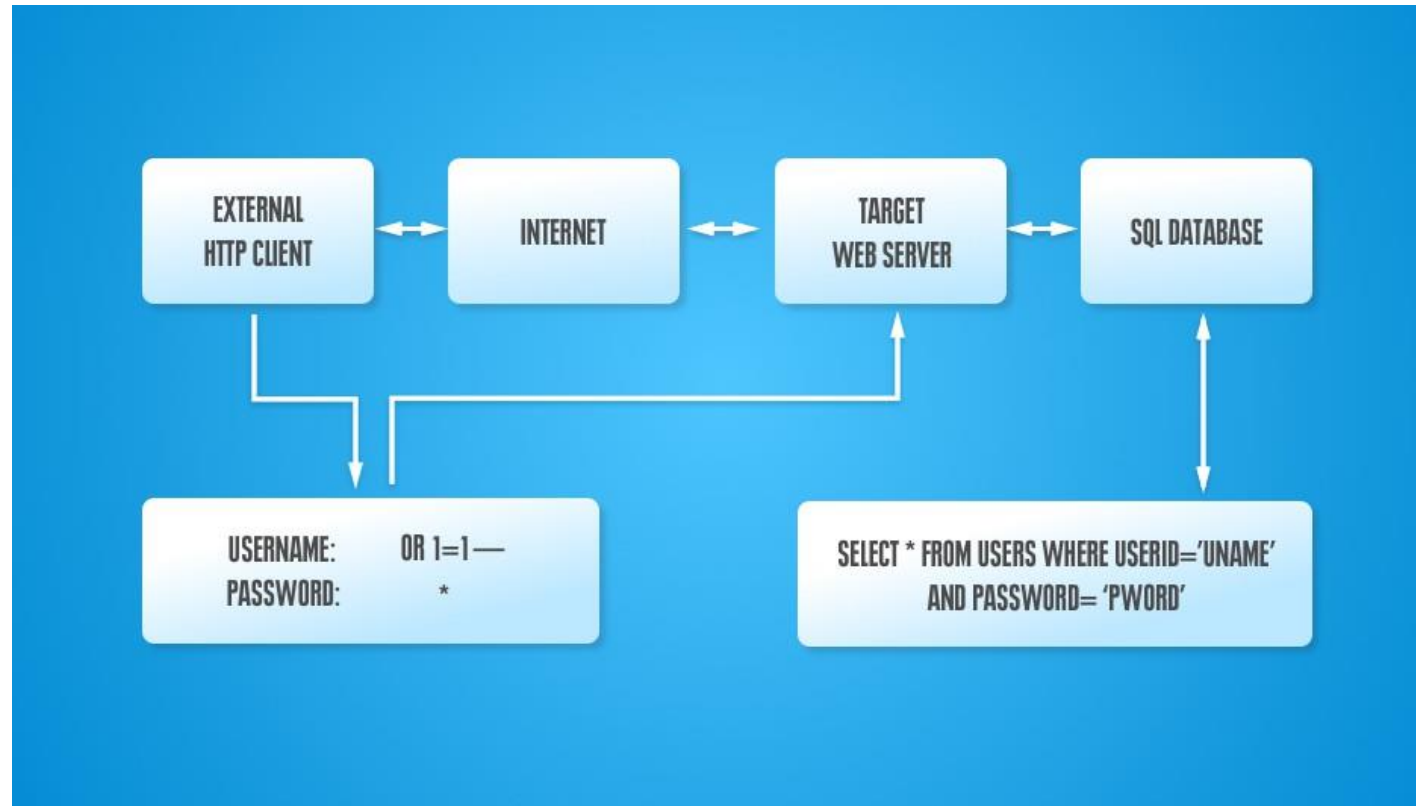 EXTERNAL
HTTP CLIENT
INTERNET
TARGET
WEB SERVER
SQL DATABASE
USERNAME: OR 1=1—
PASSWORD: *
SELECT * FROM USERS WHERE USERID=’UNAME’
AND PASSWORD= ‘PWORD’